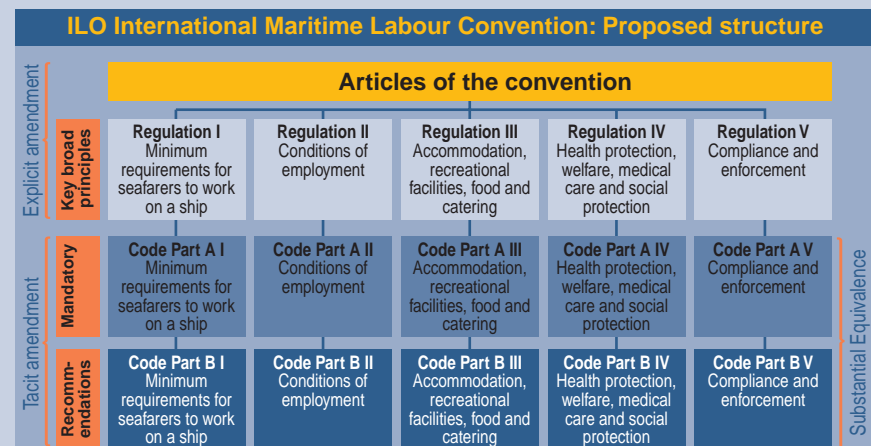 ILO International Maritime Labour Convention: Proposed structure
Articles of the convention
Explicit amendment
Key broad
principles
Regulation I
Minimum
requirements for
seafarers to work
on a ship
Regulation II
Conditions of
employment
Regulation III
Accommodation,
recreational
facilities, food and
catering
Regulation IV
Health protection,
welfare, medical
care and social
protection
Regulation V
Compliance and
enforcement
Tacit amendment
Mandatory
Code Part A I
Minimum
requirements for
seafarers to work
on a ship
Code Part A II
Conditions of
employment
Code Part A III
Accommodation,
recreational
facilities, food and
catering
Code Part A IV
Health protection,
welfare, medical
care and social
protection
Code Part A V
Compliance and
enforcement
Recomm-
endations
Code Part B I
Minimum
requirements for
seafarers to work
on a ship
Code Part B II
Conditions of
employment
Code Part B III
Accommodation,
recreational
facilities, food and
catering
Code Part B IV
Health protection,
welfare, medical
care and social
protection
Code Part B V
Compliance and
enforcement
Substantial Equivalence